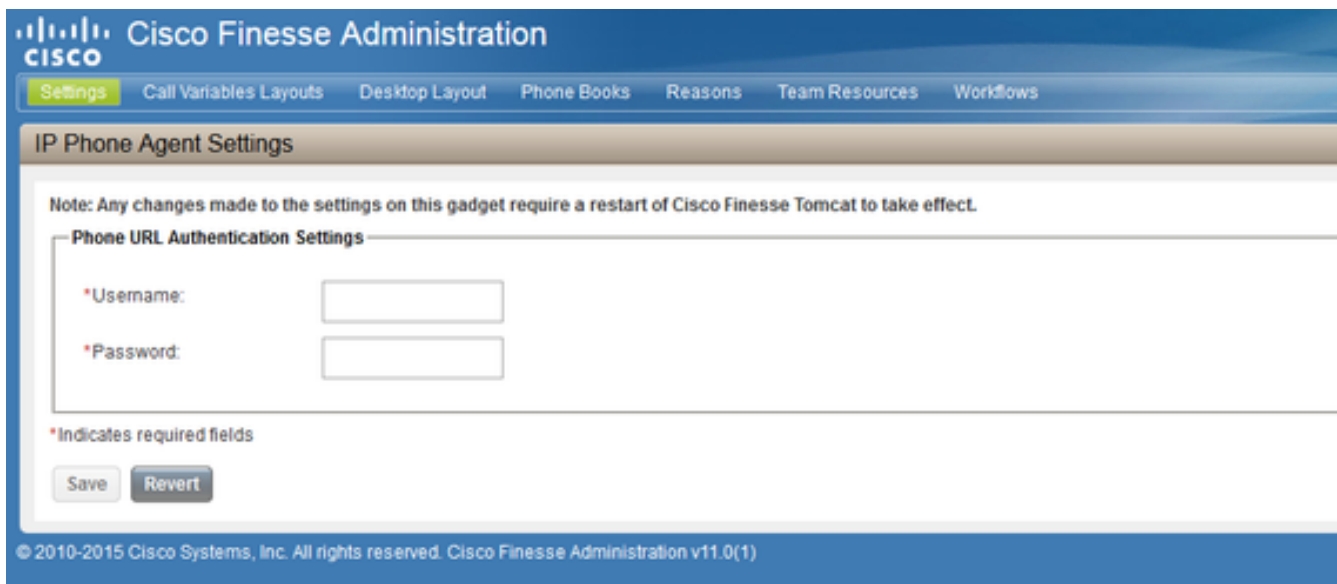 CISCO Cisco Finesse Administration
Settings Call Variables Layouts Desktop Layout Phone Books Reasons Team Resources Workflows
IP Phone Agent Settings
Note: Any changes made to the settings on this gadget require a restart of Cisco Finesse Tomcat to take effect.
Phone URL Authentication Settings
*Username:
*Password:
*Indicates required fields
Save Revert
© 2010-2015 Cisco Systems, Inc. All rights reserved. Cisco Finesse Administration v11.0(1)